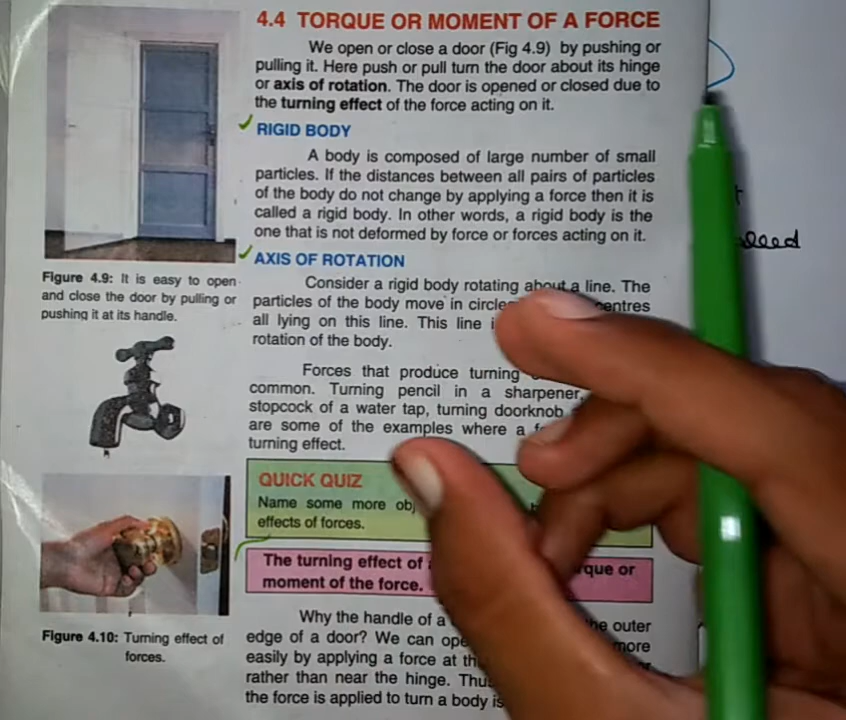 4.4 TORQUE OR MOMENT OF A FORCE
We open or close a door (Fig 4.9) by pushing or
pulling it. Here push or pull turn the door about its hinge
or axis of rotation. The door is opened or closed due to
the turning effect of the force acting on it.
RIGID BODY
A body is composed of large number of small
particles. If the distances between all pairs of particles
of the body do not change by applying a force then it is
called a rigid body. In other words, a rigid body is the
one that is not deformed by force or forces acting on it.
AXIS OF ROTATION
Consider a rigid body rotating about a line. The
particles of the body move in centres
all lying on this line. This line
rotation of the body.
Forces that produce turning
common. Turning pencil in a sharpener,
stopcock of a water tap, turning doorknob
are some of the examples where a
turning effect.
QUICK QUIZ
Name some more
effects of forces.
The turning effect of or
moment of the force.
Why the handle of a outer
edge of a door? We can more
easily by applying a force at
rather than near the hinge.
the force is applied to turn a body is
Figure 4.9: It is easy to open
and close the door by pulling or
pushing it at its handle.
Figure 4.10: Turning effect of
forces.